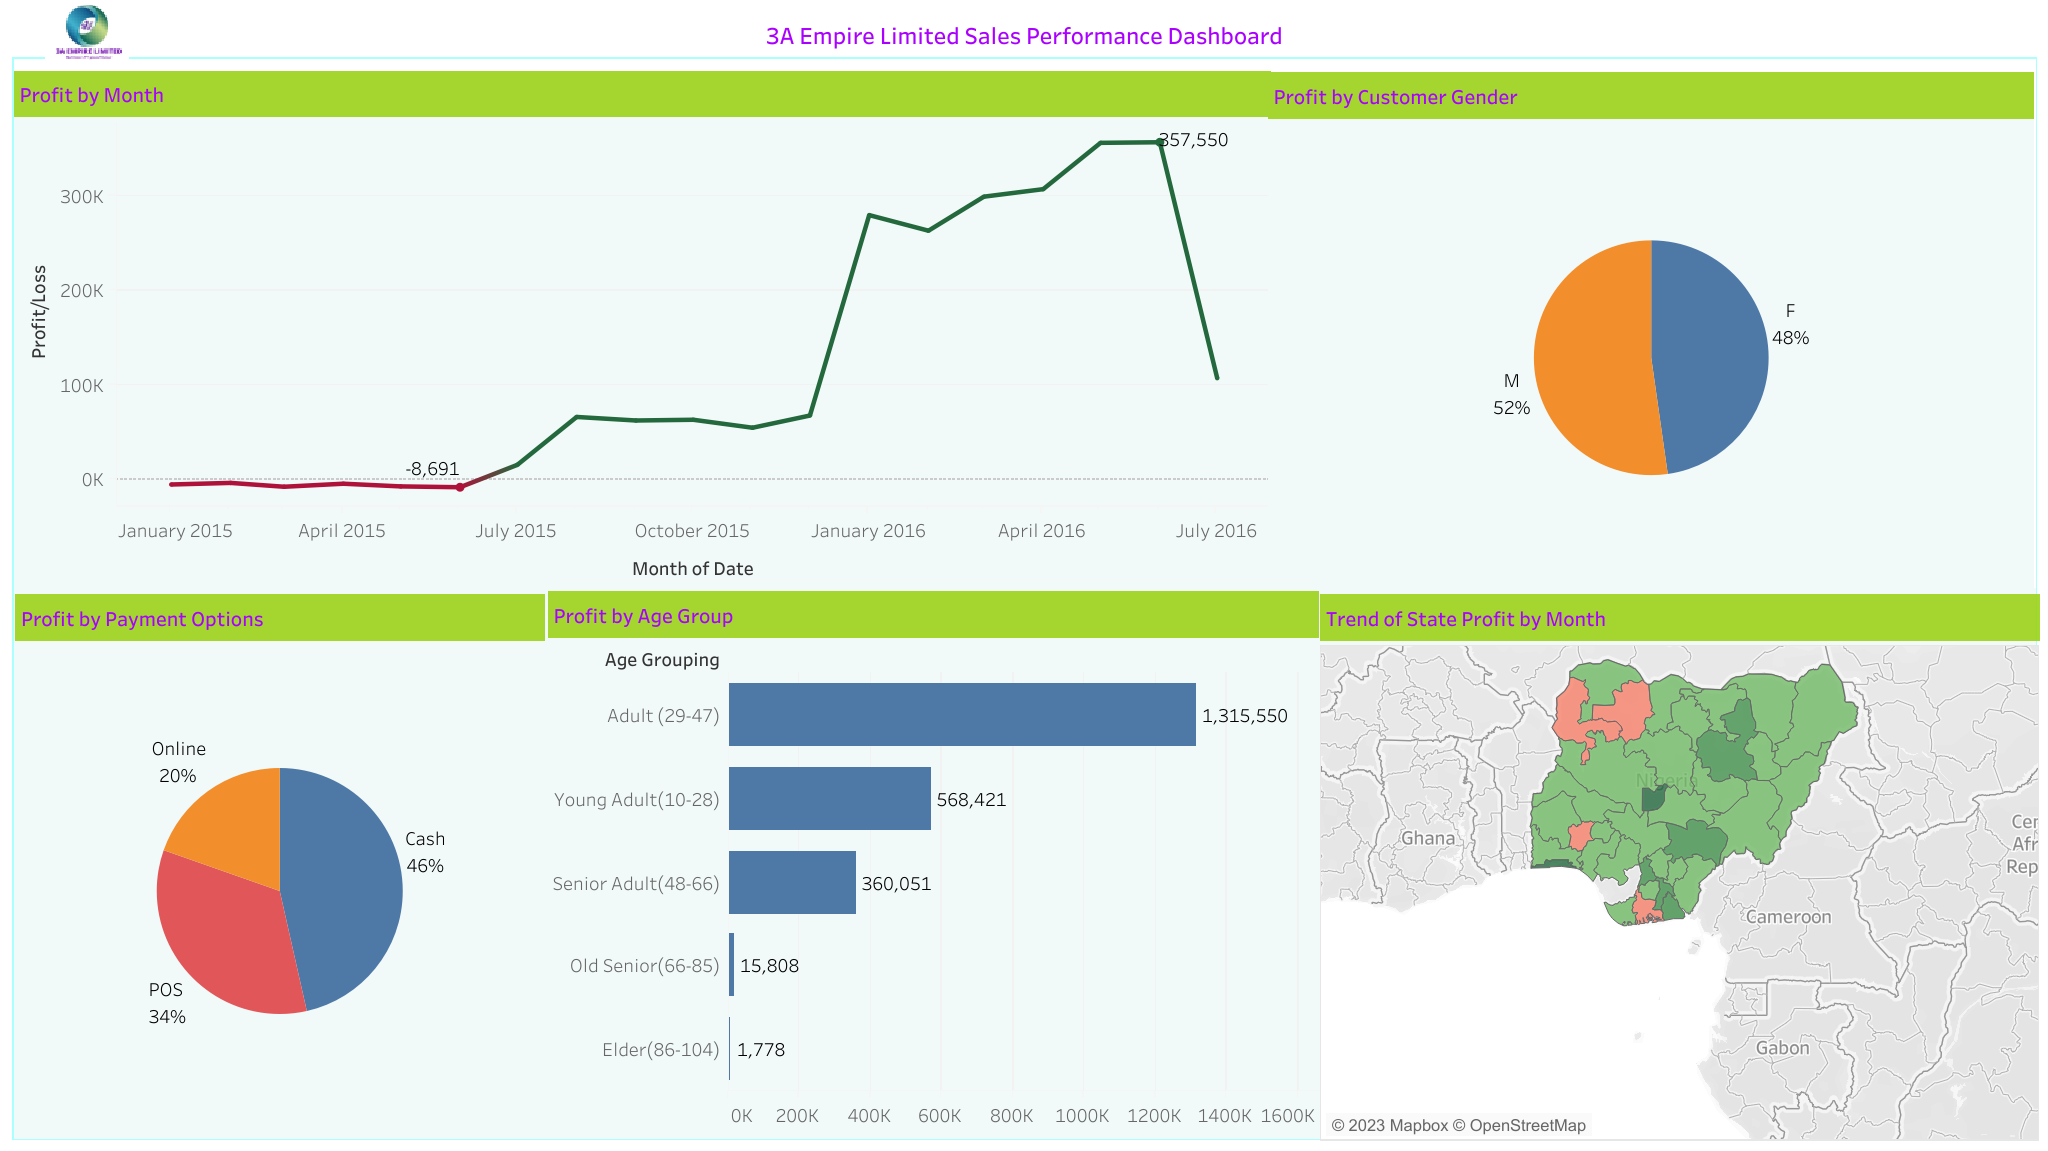 3A EMPIRE LIMITED
3A Empire Limited Sales Performance Dashboard
Profit by Month
Profit/Loss
300K
200K
100K
0K
357,550
-8,691
January 2015
April 2015
July 2015
October 2015
January 2016
April 2016
July 2016
Month of Date
Profit by Customer Gender
F
48%
M
52%
Profit by Payment Options
Online
20%
Cash
46%
POS
34%
Profit by Age Group
Age Grouping
Adult (29-47)
1,315,550
Young Adult(10-28)
568,421
Senior Adult(48-66)
360,051
Old Senior(66-85)
15,808
Elder(86-104)
1,778
0K
200K
400K
600K
800K
1000K
1200K
1400K
1600K
Trend of State Profit by Month
Nigeria
Ghana
Cameroon
Gabon
Cen
Afr
Rep
© 2023 Mapbox © OpenStreetMap